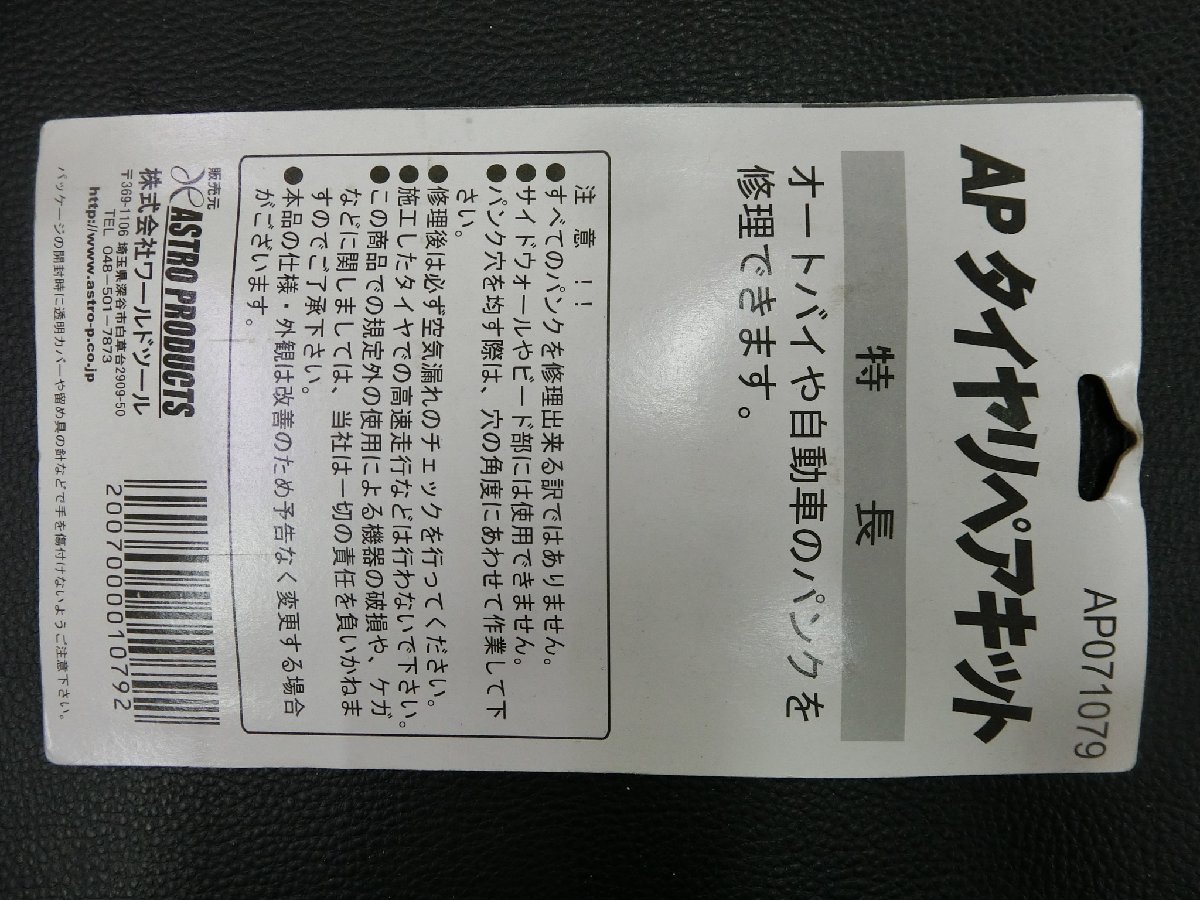 AP071079
AP タイヤリペアキット
特 長
オートバイや自動車のパンクを
修理できます。
注 意!!
●すべてのパンクを修理出来る訳ではありません。
●サイドウォールやビード部には使用できません。
●パンク穴を均す際は、穴の角度にあわせて作業して下
さい。
●修理後は必ず空気漏れのチェックを行ってください。
●施工したタイヤでの高速走行などは行わないで下さい。
●この商品での規定外の使用による機器の破損や、ケガ
などに関しましては、当社は一切の責任を負いかねま
すのでご了承下さい。
●本品の仕様・外観は改善のため予告なく変更する場合
がございます。
販売元
ASTRO PRODUCTS
株式会社ワールドツール
〒369-1106 埼玉県深谷市白草台2909-50
TEL 048-501-7873
http://www.astro-p.co.jp
2007000010792
パッケージの開封時に透明カバーや留め具の針などで手を傷付けないようご注意下さい。